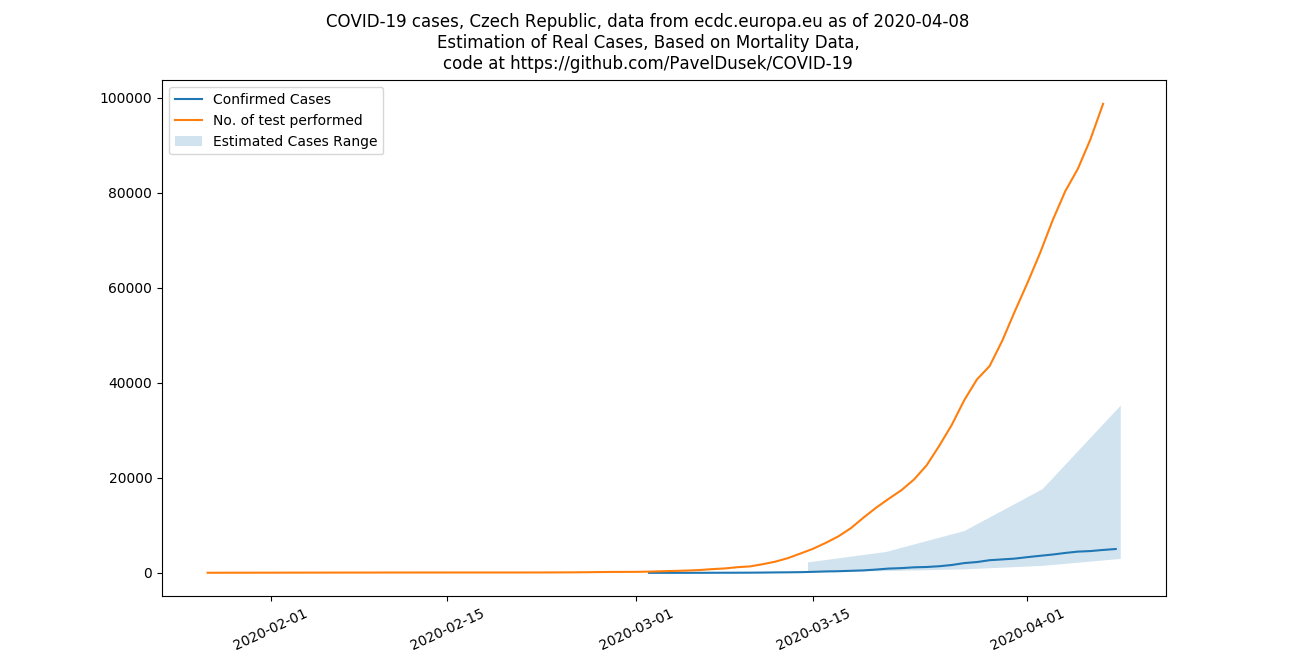 COVID-19 cases, Czech Republic, data from ecdc.europa.eu as of 2020-04-08
Estimation of Real Cases, Based on Mortality Data,
code at https://github.com/PavelDusek/COVID-19
Confirmed Cases
No. of test performed
Estimated Cases Range
100000
80000
60000
40000
20000
0
2020-02-01
2020-02-15
2020-03-01
2020-03-15
2020-04-01